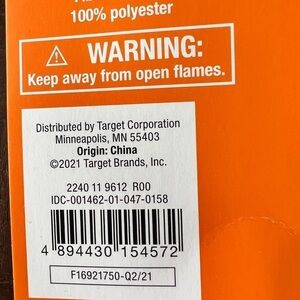 100% polyester
WARNING:
Keep away from open flames.
Distributed by Target Corporation
Minneapolis, MN 55403
Origin: China
©2021 Target Brands, Inc.
2240 11 9612 R00
IDC-001462-01-047-0158
4 894430 154572
F16921750-Q2/21